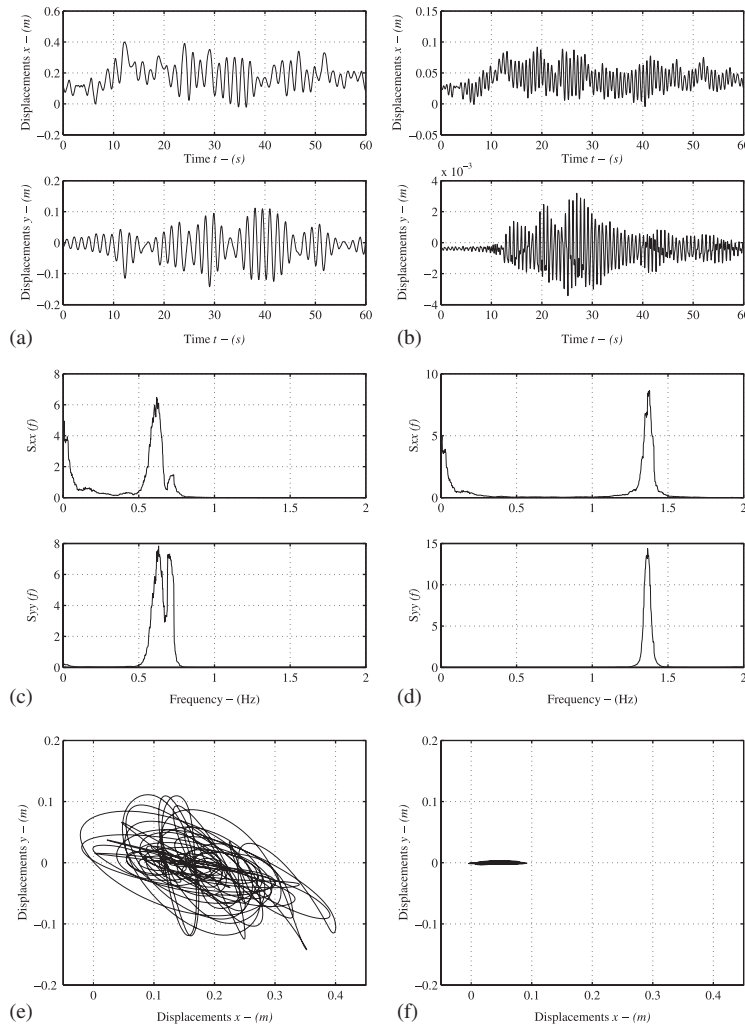 Displacements x – (m)
0.6
0.4
0.2
0
−0.2
0 10 20 30 40 50 60
Time t – (s)
Displacements x – (m)
0.15
0.1
0.05
0
−0.05
0 10 20 30 40 50 60
Time t – (s)
Displacements y – (m)
0.2
0.1
0
−0.1
−0.2
0 10 20 30 40 50 60
(a) Time t – (s)
x 10⁻³
Displacements y – (m)
4
2
0
−2
−4
0 10 20 30 40 50 60
(b) Time t – (s)
Sxx (f)
8
6
4
2
0
0 0.5 1 1.5 2
Sxx (f)
10
5
0
0 0.5 1 1.5 2
Syy (f)
8
6
4
2
0
0 0.5 1 1.5 2
(c) Frequency – (Hz)
Syy (f)
15
10
5
0
0 0.5 1 1.5 2
(d) Frequency – (Hz)
Displacements y – (m)
0.2
0.1
0
−0.1
−0.2
0 0.1 0.2 0.3 0.4
(e) Displacements x – (m)
Displacements y – (m)
0.2
0.1
0
−0.1
−0.2
0 0.1 0.2 0.3 0.4
(f) Displacements x – (m)